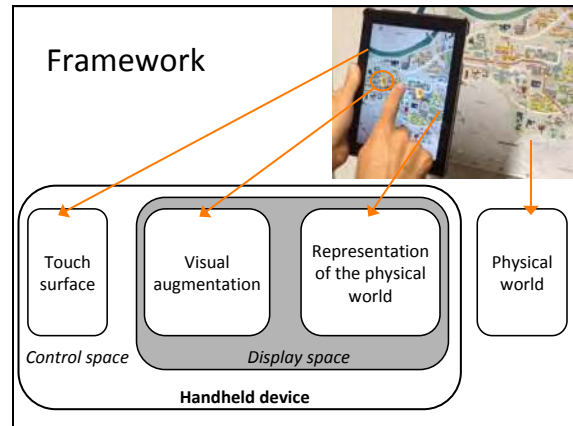 Framework
Touch
surface
Visual
augmentation
Representation
of the physical
world
Physical
world
Control space
Display space
Handheld device